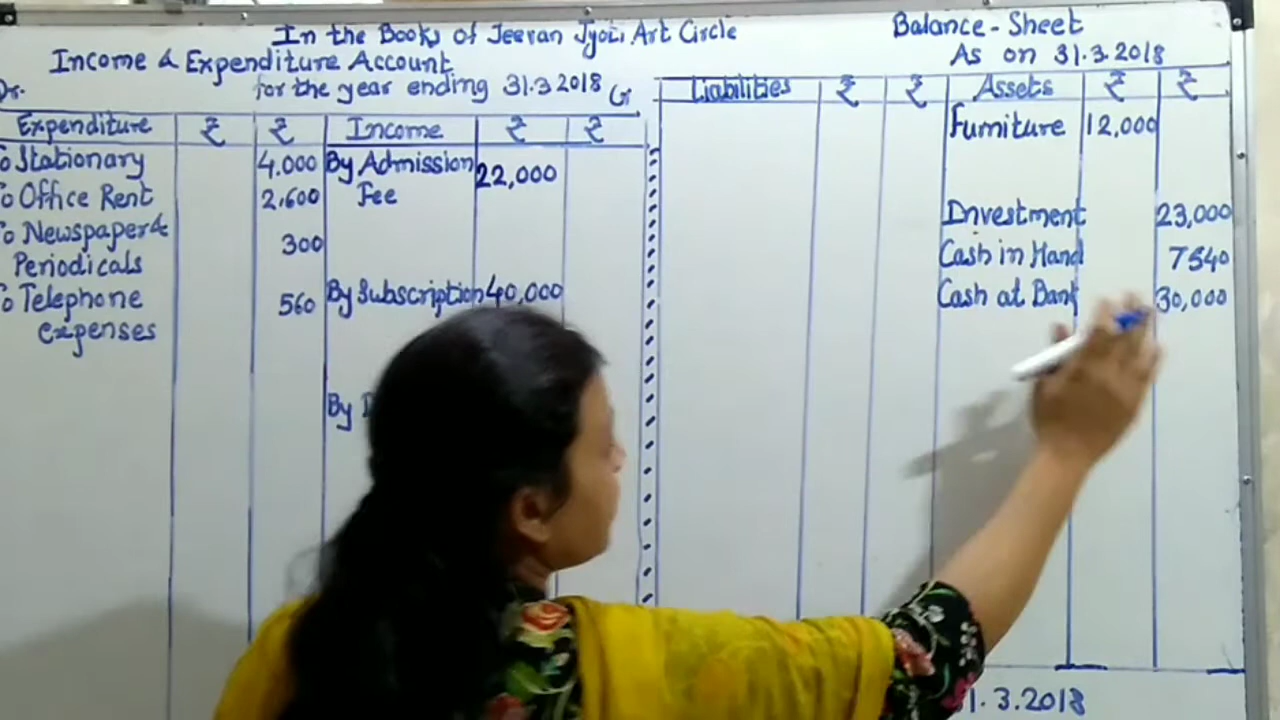 In the Books of Jeevan Jyoti Art Circle
Income & Expenditure Account
for the year ending 31.3.2018
Dr. Cr
Expenditure ₹ ₹ Income ₹ ₹
To Stationary 4,000 By Admission 22,000
To Office Rent 2,600 Fee
To Newspaper & 300
Periodicals
To Telephone 560 By Subscription 40,000
expenses
By
Balance-Sheet
As on 31.3.2018
Liabilities ₹ ₹ Assets ₹ ₹
Furniture 12,000
Investment 23,000
Cash in Hand 7540
Cash at Bank 30,000
31.3.2018